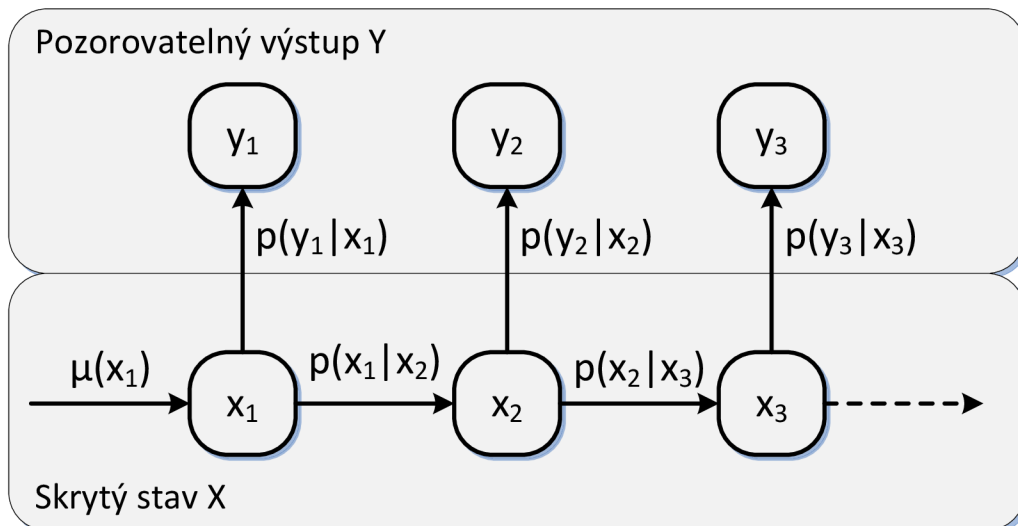 Pozorovatelný výstup Y
y₁ y₂ y₃
p(y₁|x₁) p(y₂|x₂) p(y₃|x₃)
μ(x₁) p(x₁|x₂) p(x₂|x₃)
x₁ x₂ x₃
Skrytý stav X